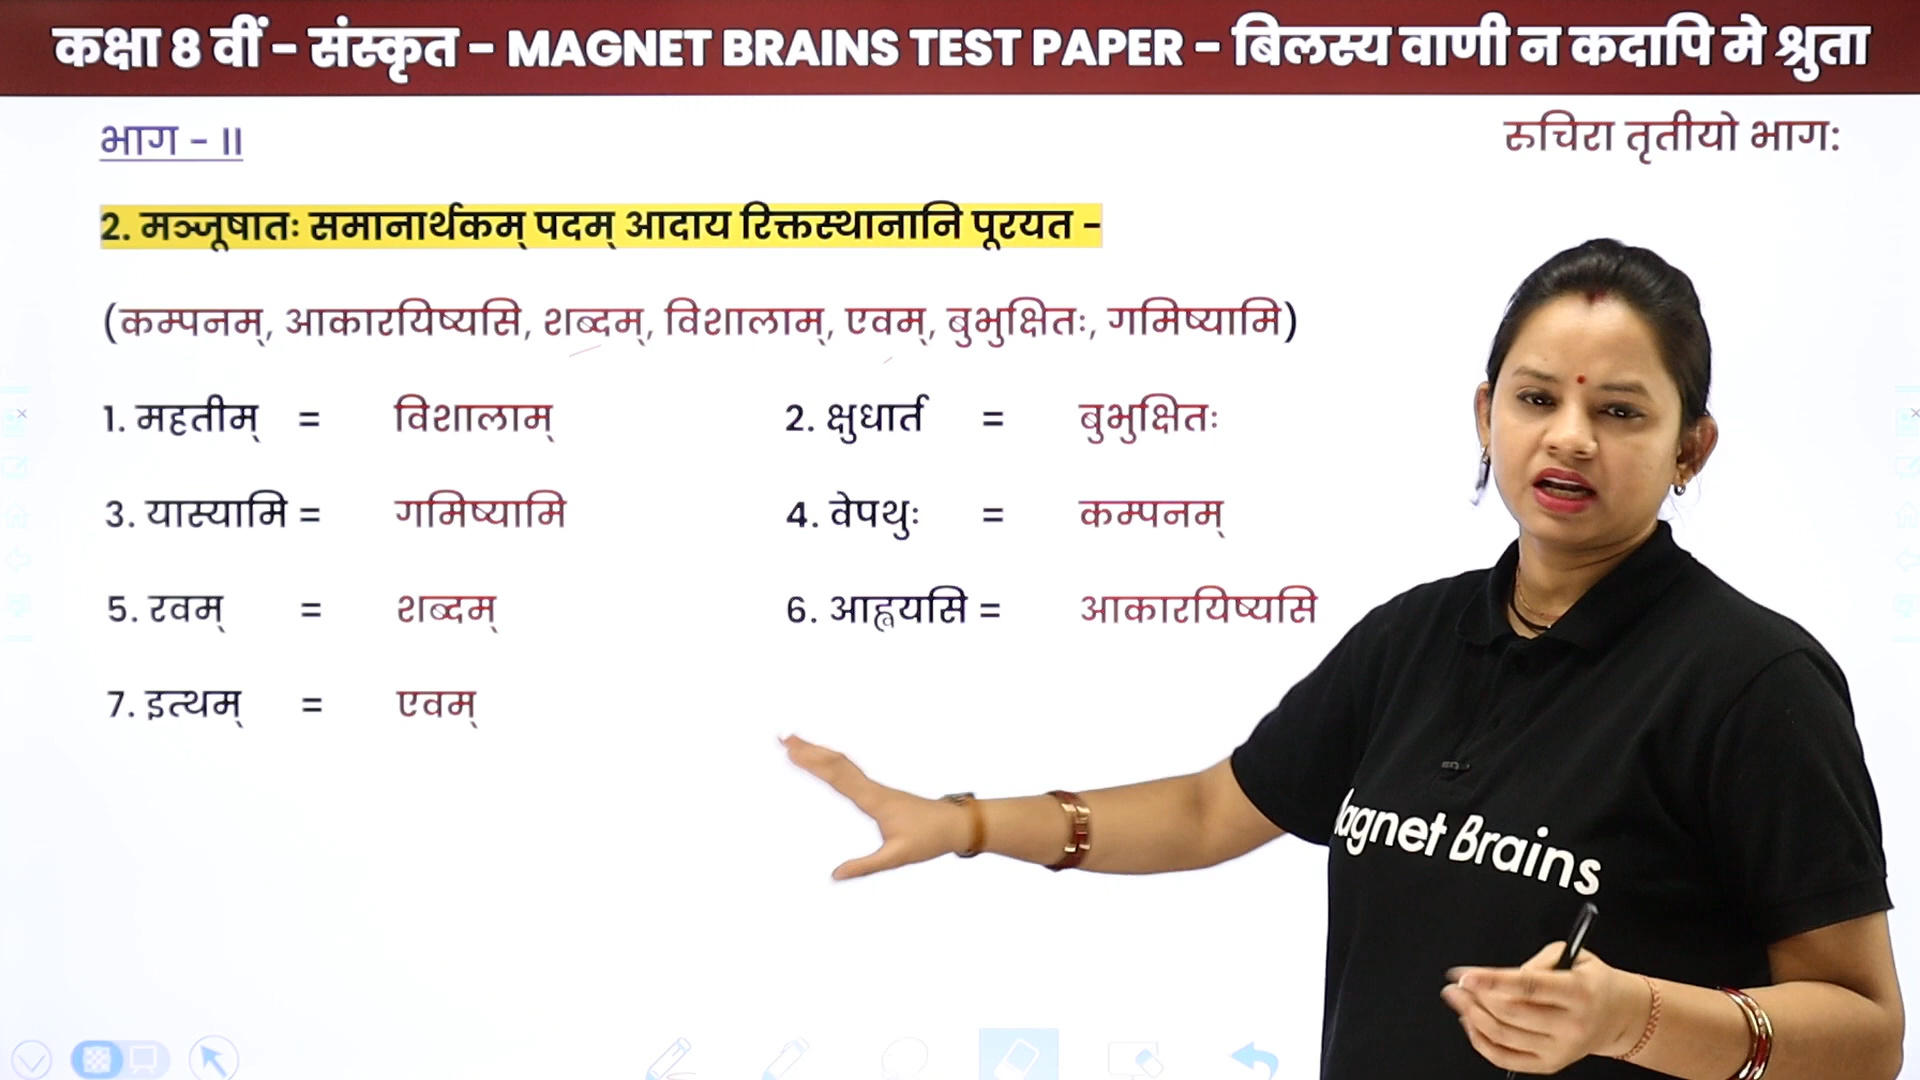 कक्षा 8 वीं – संस्कृत – MAGNET BRAINS TEST PAPER – बिलस्य वाणी न कदापि मे श्रुता
भाग – II
रुचिरा तृतीयो भाग:
2. मञ्जूषातः समानार्थकम् पदम् आदाय रिक्तस्थानानि पूरयत –
(कम्पनम्, आकारयिष्यसि, शब्दम्, विशालाम्, एवम्, बुभुक्षितः, गमिष्यामि)
1. महतीम् = विशालाम् 2. क्षुधार्त = बुभुक्षितः
3. यास्यामि = गमिष्यामि 4. वेपथुः = कम्पनम्
5. रवम् = शब्दम् 6. आह्वयसि = आकारयिष्यसि
7. इत्थम् = एवम्
agnet Brains